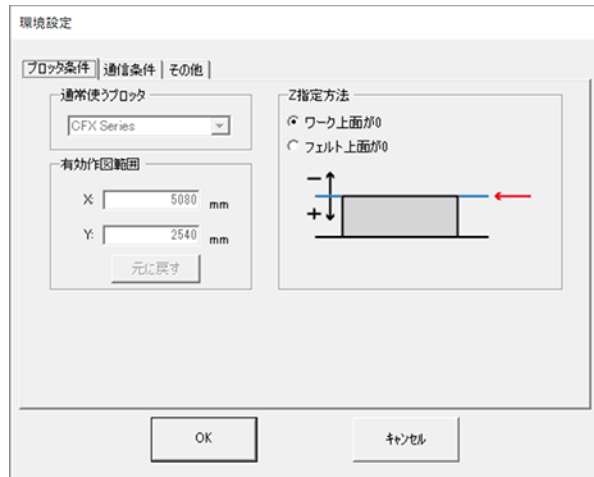 環境設定
プロッタ条件 通信条件 その他
通常使うプロッタ
CFX Series
有効作図範囲
X: 5080 mm
Y: 2540 mm
元に戻す
Z指定方法
ワーク上面が0
フェルト上面が0
－
＋
OK キャンセル